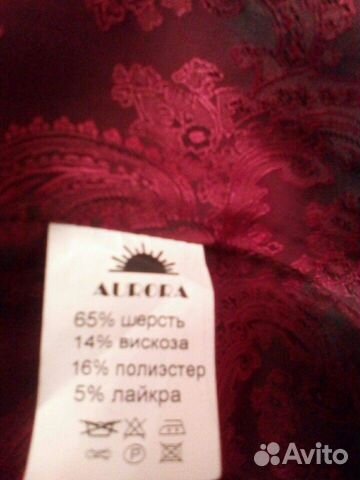 AURORA
65% шерсть
14% вискоза
16% полиэстер
5% лайкра
P
Avito